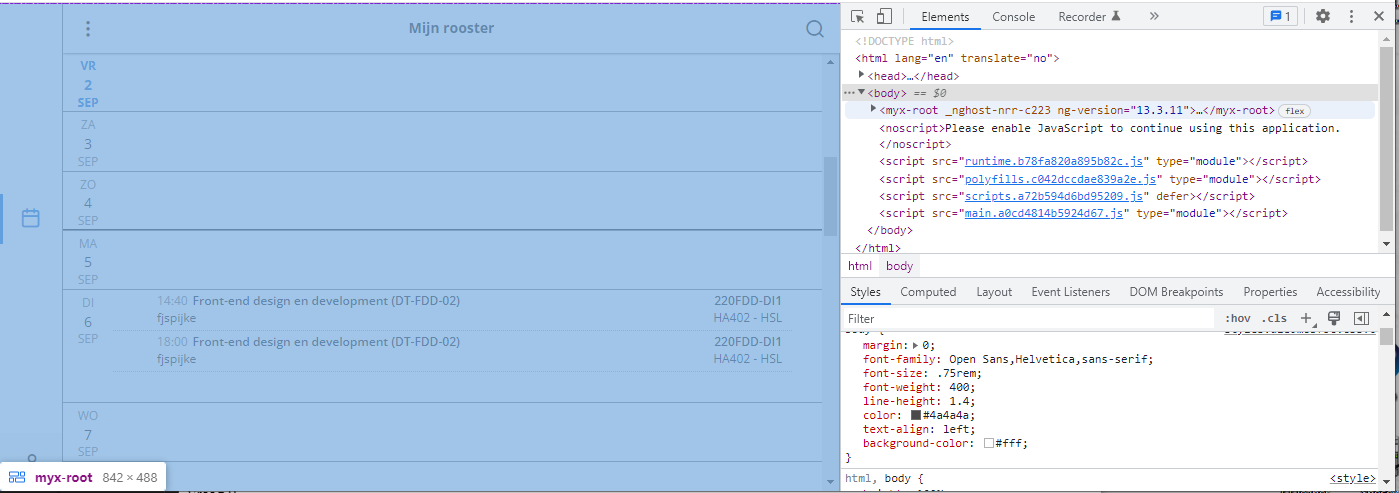 Mijn rooster
VR
2
SEP
ZA
3
SEP
ZO
4
SEP
MA
5
SEP
DI
6
SEP
14:40 Front-end design en development (DT-FDD-02) 220FDD-DI1
fjspijke HA402 - HSL
18:00 Front-end design en development (DT-FDD-02) 220FDD-DI1
fjspijke HA402 - HSL
WO
7
SEP
myx-root 842 × 488
Elements Console Recorder » 1
<!DOCTYPE html>
<html lang="en" translate="no">
<head>…</head>
<body> == $0
<myx-root _nghost-nrr-c223 ng-version="13.3.11">…</myx-root> flex
<noscript>Please enable JavaScript to continue using this application.
</noscript>
<script src="runtime.b78fa820a895b82c.js" type="module"></script>
<script src="polyfills.c042dccdae839a2e.js" type="module"></script>
<script src="scripts.a72b594d6bd95209.js" defer></script>
<script src="main.a0cd4814b5924d67.js" type="module"></script>
</body>
</html>
html body
Styles Computed Layout Event Listeners DOM Breakpoints Properties Accessibility
Filter :hov .cls +
body {
margin: 0;
font-family: Open Sans,Helvetica,sans-serif;
font-size: .75rem;
font-weight: 400;
line-height: 1.4;
color: #4a4a4a;
text-align: left;
background-color: #fff;
}
html, body { <style>